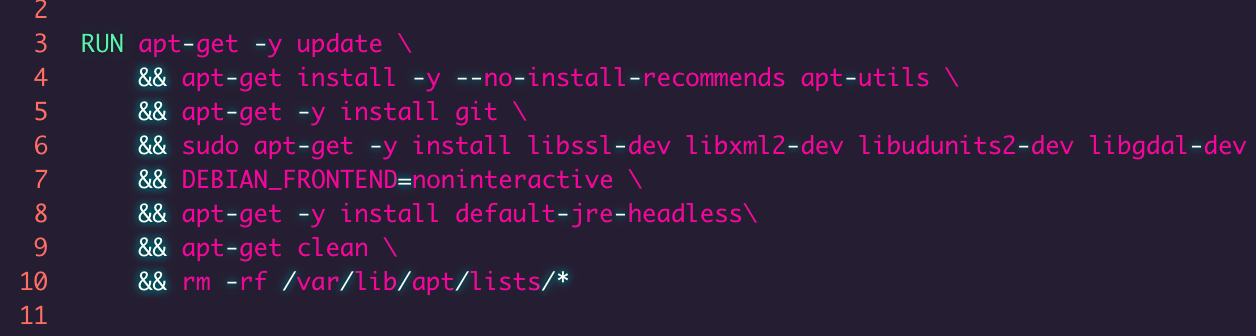 2
3 RUN apt-get -y update \
4 && apt-get install -y --no-install-recommends apt-utils \
5 && apt-get -y install git \
6 && sudo apt-get -y install libssl-dev libxml2-dev libudunits2-dev libgdal-dev
7 && DEBIAN_FRONTEND=noninteractive \
8 && apt-get -y install default-jre-headless\
9 && apt-get clean \
10 && rm -rf /var/lib/apt/lists/*
11